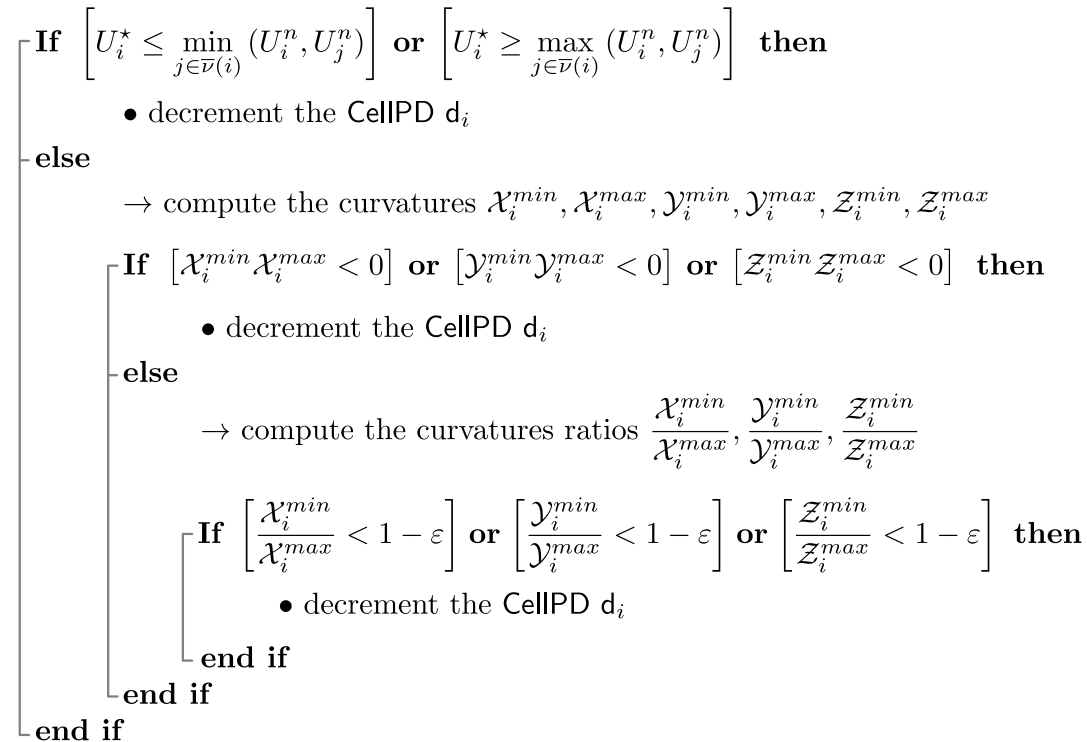 If [U_i^⋆ ≤ min_{j∈ν̅(i)} (U_i^n, U_j^n)] or [U_i^⋆ ≥ max_{j∈ν̅(i)} (U_i^n, U_j^n)] then
• decrement the CellPD d_i
else
→ compute the curvatures 𝒳_i^{min}, 𝒳_i^{max}, 𝒴_i^{min}, 𝒴_i^{max}, 𝒵_i^{min}, 𝒵_i^{max}
If [𝒳_i^{min} 𝒳_i^{max} < 0] or [𝒴_i^{min} 𝒴_i^{max} < 0] or [𝒵_i^{min} 𝒵_i^{max} < 0] then
• decrement the CellPD d_i
else
→ compute the curvatures ratios 𝒳_i^{min}/𝒳_i^{max}, 𝒴_i^{min}/𝒴_i^{max}, 𝒵_i^{min}/𝒵_i^{max}
If [𝒳_i^{min}/𝒳_i^{max} < 1 − ε] or [𝒴_i^{min}/𝒴_i^{max} < 1 − ε] or [𝒵_i^{min}/𝒵_i^{max} < 1 − ε] then
• decrement the CellPD d_i
end if
end if
end if